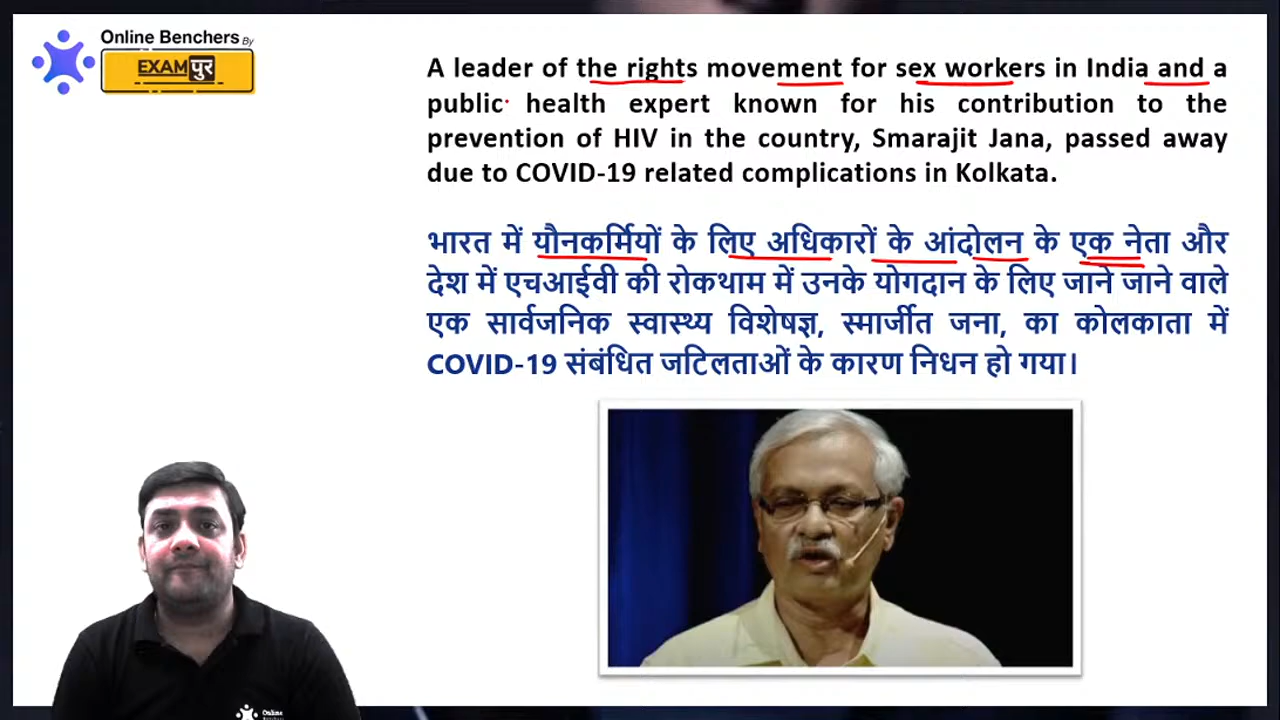 Online Benchers By
EXAMपुर
A leader of the rights movement for sex workers in India and a
public health expert known for his contribution to the
prevention of HIV in the country, Smarajit Jana, passed away
due to COVID-19 related complications in Kolkata.
भारत में यौनकर्मियों के लिए अधिकारों के आंदोलन के एक नेता और
देश में एचआईवी की रोकथाम में उनके योगदान के लिए जाने जाने वाले
एक सार्वजनिक स्वास्थ्य विशेषज्ञ, स्मार्जीत जना, का कोलकाता में
COVID-19 संबंधित जटिलताओं के कारण निधन हो गया।
Online